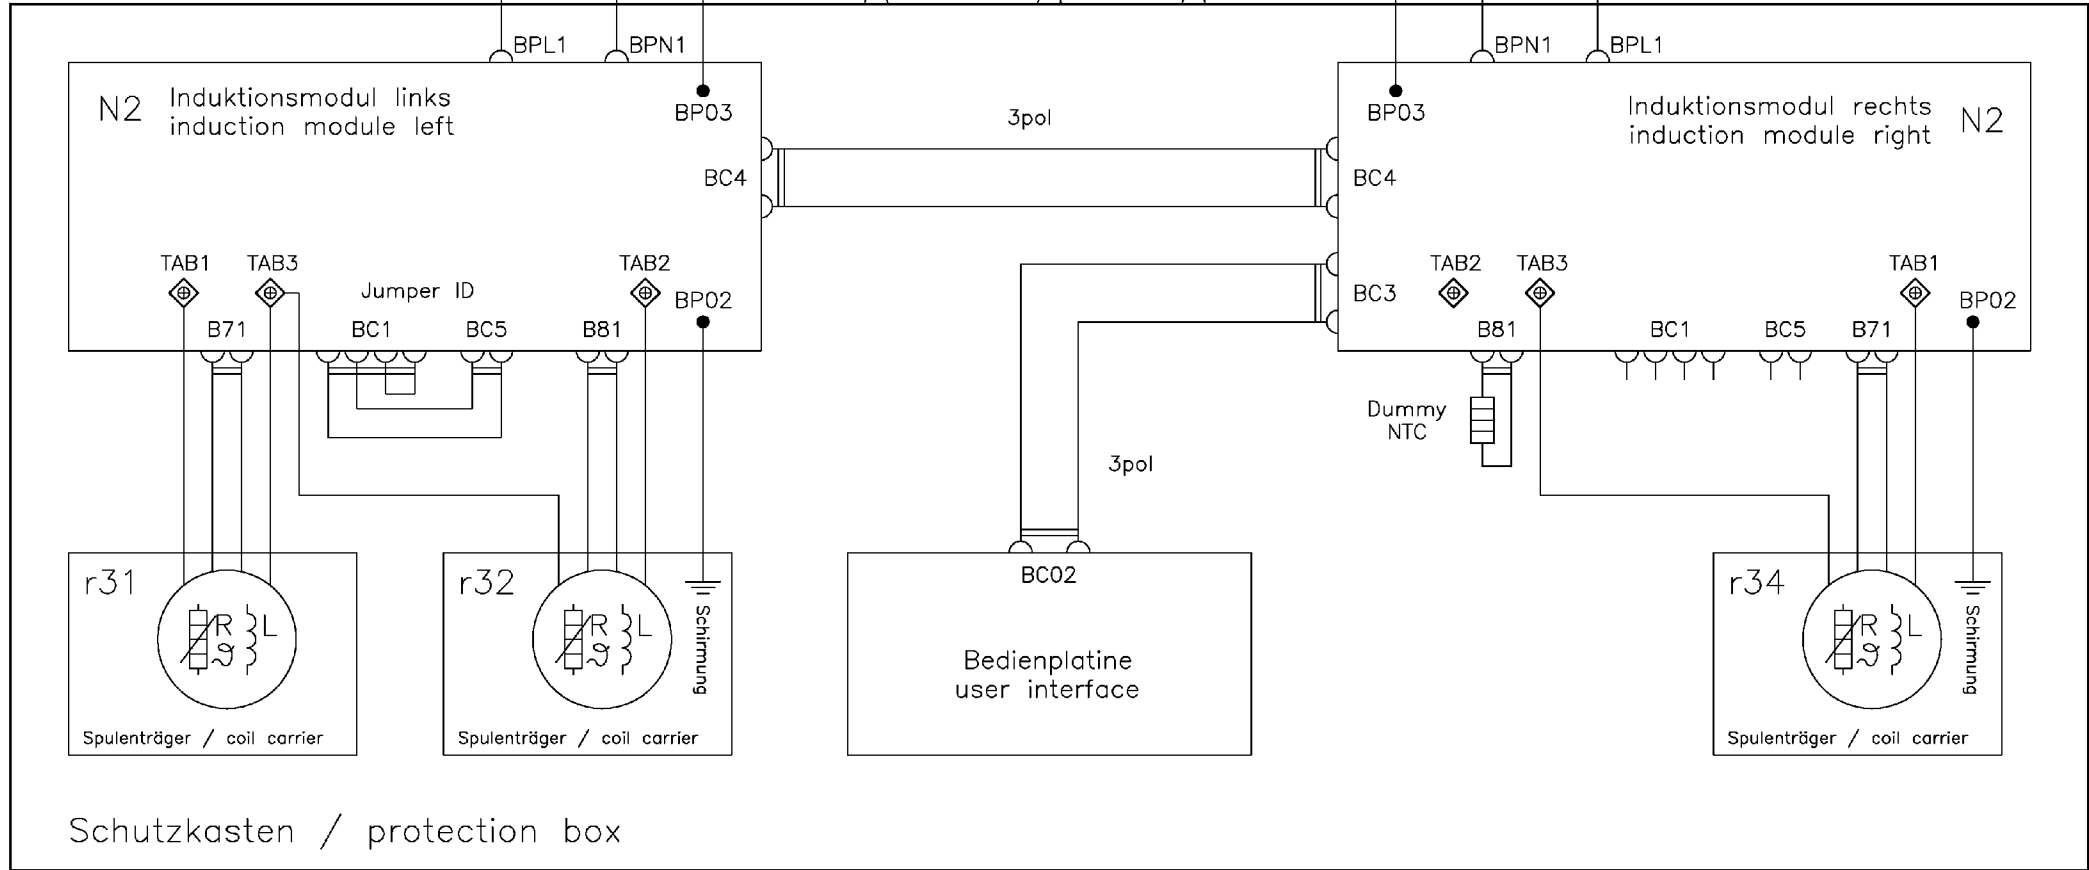 BPL1
BPN1
BPN1
BPL1
N2
Induktionsmodul links
induction module left
BP03
3pol
BP03
Induktionsmodul rechts
induction module right
N2
BC4
BC4
TAB1
TAB3
Jumper ID
TAB2
BP02
B71
BC1
BC5
B81
BC3
TAB2
TAB3
TAB1
BP02
B81
BC1
BC5
B71
Dummy
NTC
3pol
r31
R
ϑ
L
Spulenträger / coil carrier
r32
R
ϑ
L
Schirmung
Spulenträger / coil carrier
BC02
Bedienplatine
user interface
r34
R
ϑ
L
Schirmung
Spulenträger / coil carrier
Schutzkasten / protection box